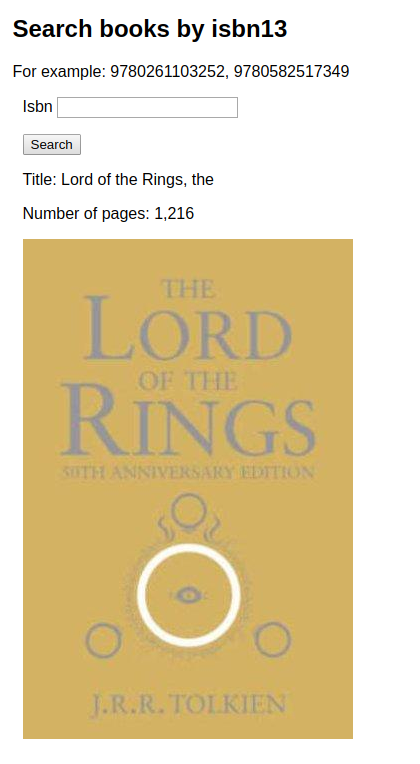 Search books by isbn13
For example: 9780261103252, 9780582517349
Isbn
Search
Title: Lord of the Rings, the
Number of pages: 1,216
THE
LORD
OF THE
RINGS
50TH ANNIVERSARY EDITION
J.R.R. TOLKIEN